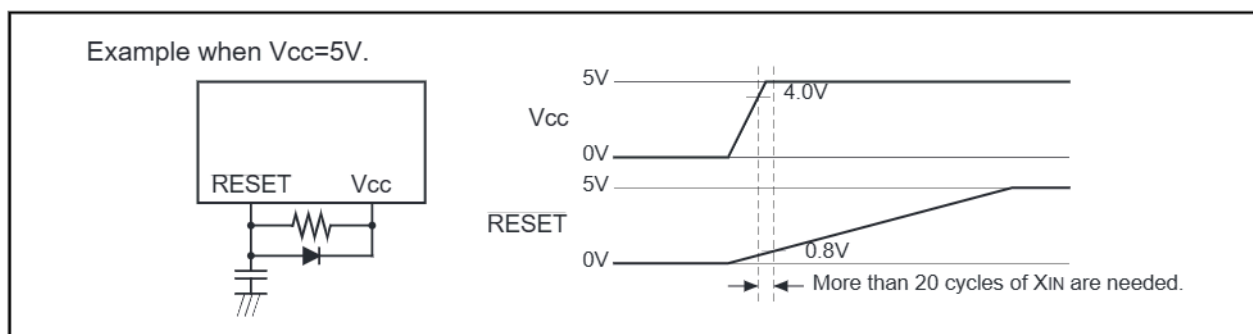 Example when Vcc=5V.
RESET Vcc
5V
Vcc
4.0V
0V
5V
RESET
0.8V
0V
More than 20 cycles of XIN are needed.